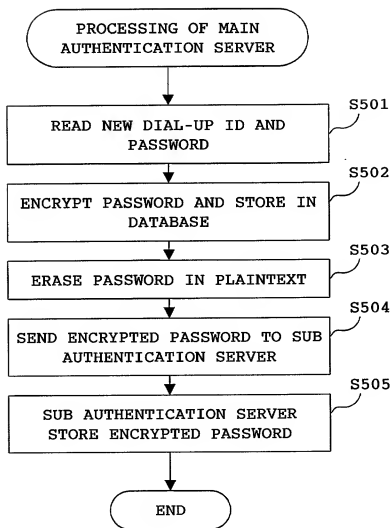 PROCESSING OF MAIN
AUTHENTICATION SERVER
S501
READ NEW DIAL-UP ID AND
PASSWORD
S502
ENCRYPT PASSWORD AND STORE IN
DATABASE
S503
ERASE PASSWORD IN PLAINTEXT
S504
SEND ENCRYPTED PASSWORD TO SUB
AUTHENTICATION SERVER
S505
SUB AUTHENTICATION SERVER
STORE ENCRYPTED PASSWORD
END